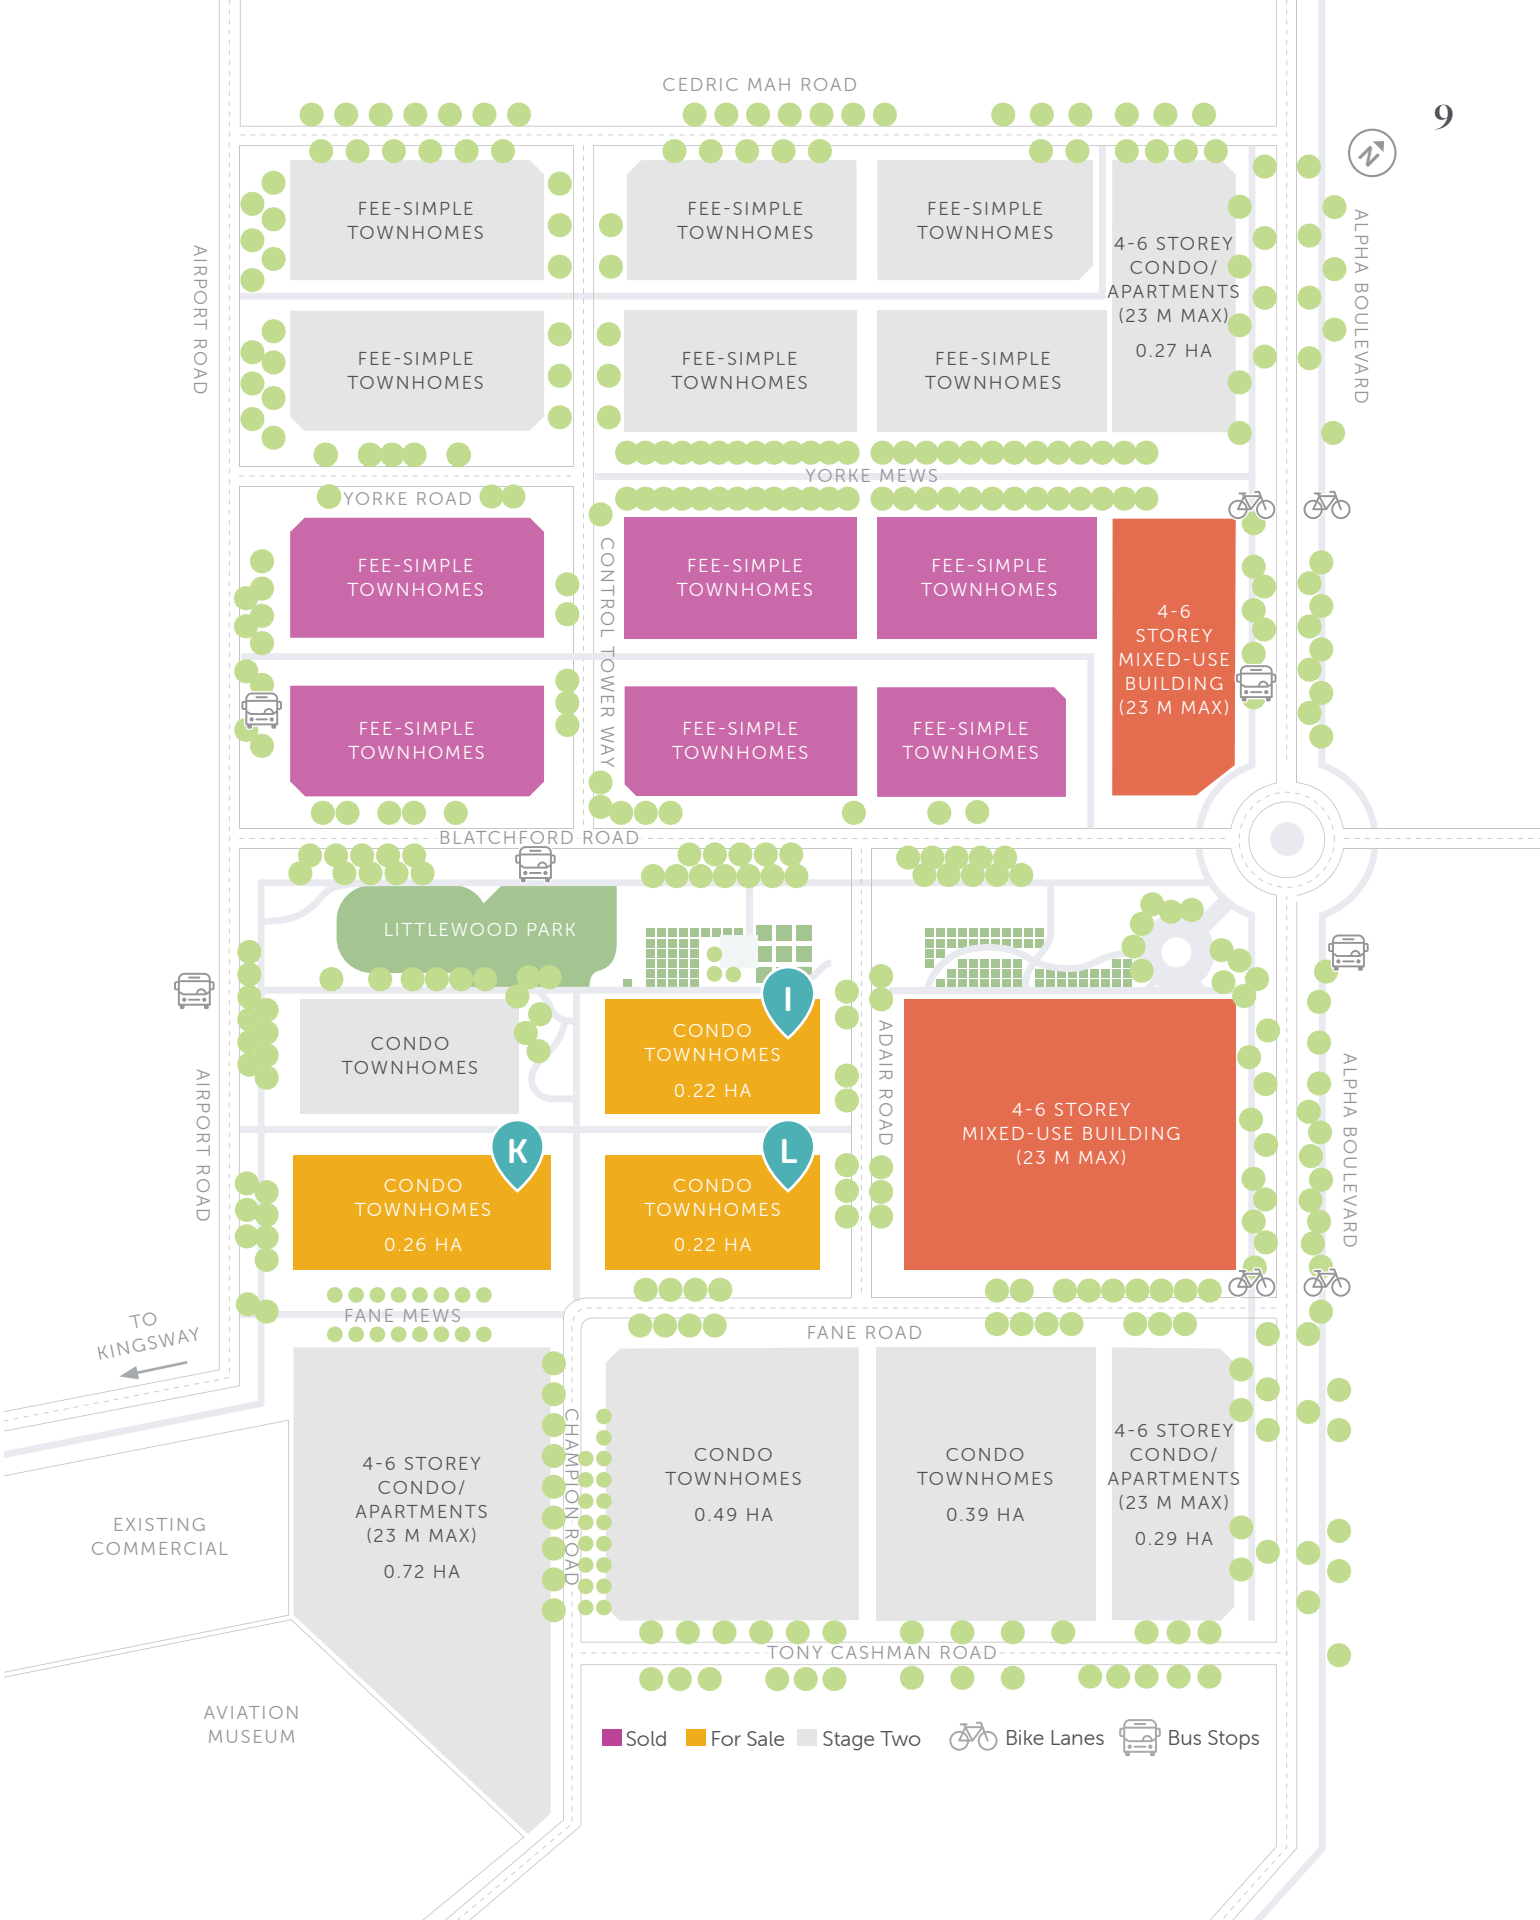 CEDRIC MAH ROAD
9
N
AIRPORT ROAD
FEE-SIMPLE
TOWNHOMES
FEE-SIMPLE
TOWNHOMES
FEE-SIMPLE
TOWNHOMES
4-6 STOREY
CONDO/
APARTMENTS
(23 M MAX)
0.27 HA
ALPHA BOULEVARD
FEE-SIMPLE
TOWNHOMES
FEE-SIMPLE
TOWNHOMES
FEE-SIMPLE
TOWNHOMES
YORKE MEWS
YORKE ROAD
CONTROL TOWER WAY
FEE-SIMPLE
TOWNHOMES
FEE-SIMPLE
TOWNHOMES
FEE-SIMPLE
TOWNHOMES
4-6
STOREY
MIXED-USE
BUILDING
(23 M MAX)
FEE-SIMPLE
TOWNHOMES
FEE-SIMPLE
TOWNHOMES
FEE-SIMPLE
TOWNHOMES
BLATCHFORD ROAD
LITTLEWOOD PARK
I
CONDO
TOWNHOMES
CONDO
TOWNHOMES
0.22 HA
ADAIR ROAD
4-6 STOREY
MIXED-USE BUILDING
(23 M MAX)
AIRPORT ROAD
ALPHA BOULEVARD
K
L
CONDO
TOWNHOMES
0.26 HA
CONDO
TOWNHOMES
0.22 HA
FANE MEWS
TO
KINGSWAY
FANE ROAD
CHAMPION ROAD
4-6 STOREY
CONDO/
APARTMENTS
(23 M MAX)
0.72 HA
CONDO
TOWNHOMES
0.49 HA
CONDO
TOWNHOMES
0.39 HA
4-6 STOREY
CONDO/
APARTMENTS
(23 M MAX)
0.29 HA
EXISTING
COMMERCIAL
TONY CASHMAN ROAD
AVIATION
MUSEUM
Sold
For Sale
Stage Two
Bike Lanes
Bus Stops